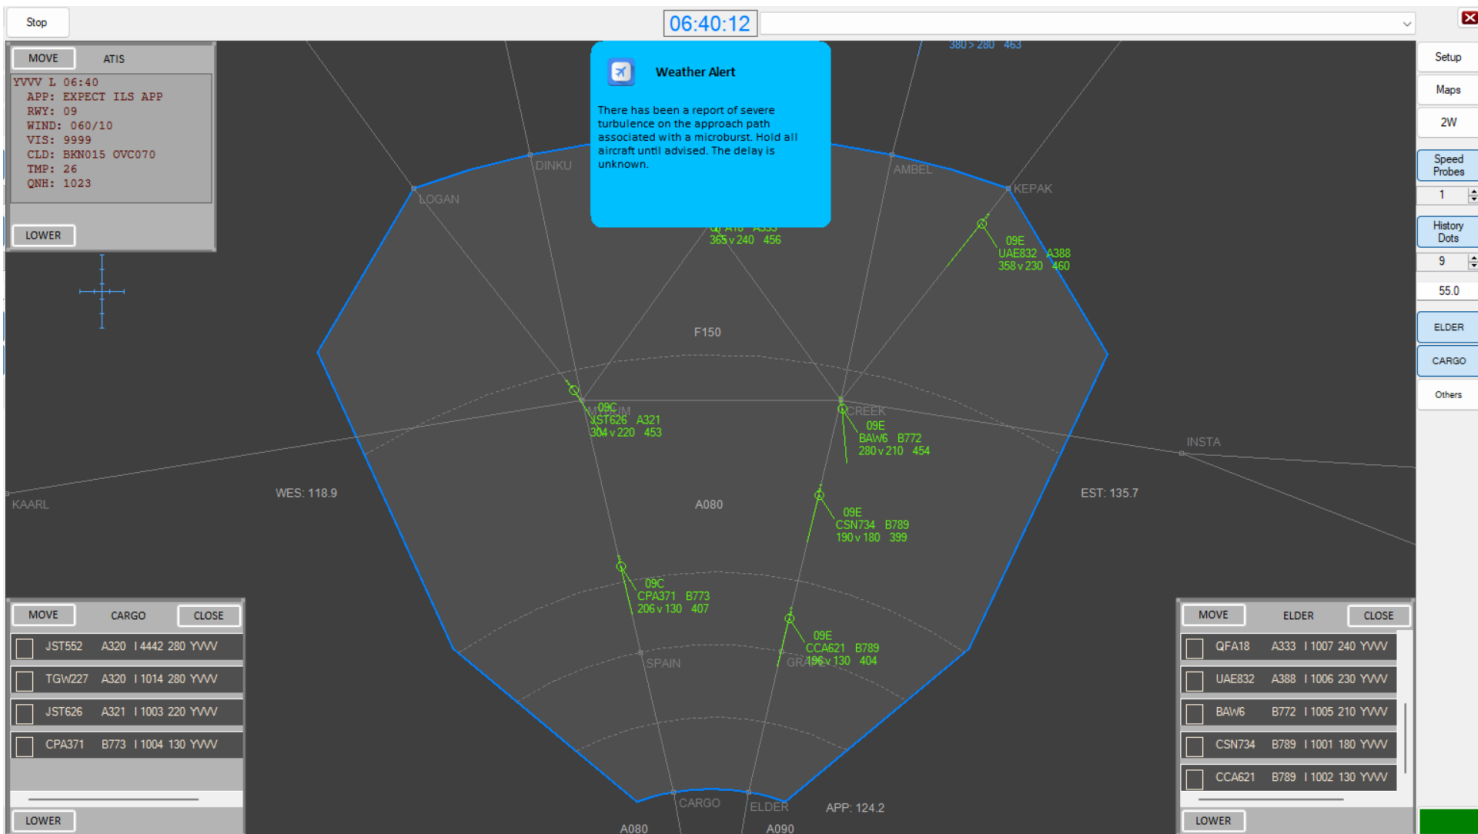 Stop
06:40:12
MOVE ATIS
YVVV L 06:40
APP: EXPECT ILS APP
RWY: 09
WIND: 060/10
VIS: 9999
CLD: BKN015 OVC070
TMP: 26
QNH: 1023
LOWER
Weather Alert
There has been a report of severe
turbulence on the approach path
associated with a microburst. Hold all
aircraft until advised. The delay is
unknown.
380 > 280 463
Setup
Maps
2W
Speed
Probes
1
History
Dots
9
55.0
ELDER
CARGO
Others
LOGAN
DINKU
AMBEL
KEPAK
A333
365 v 240 456
09E
UAE832 A388
358 v 230 460
F150
09C
JST626 A321
304 v 220 453
CREEK
09E
BAW6 B772
280 v 210 454
INSTA
KAARL
WES: 118.9
EST: 135.7
A080
09E
CSN734 B789
190 v 180 399
09C
CPA371 B773
206 v 130 407
09E
CCA621 B789
196 v 130 404
SPAIN
CARGO
ELDER
APP: 124.2
A080
A090
MOVE CARGO CLOSE
JST552 A320 I 4442 280 YVVV
TGW227 A320 I 1014 280 YVVV
JST626 A321 I 1003 220 YVVV
CPA371 B773 I 1004 130 YVVV
LOWER
MOVE ELDER CLOSE
QFA18 A333 I 1007 240 YVVV
UAE832 A388 I 1006 230 YVVV
BAW6 B772 I 1005 210 YVVV
CSN734 B789 I 1001 180 YVVV
CCA621 B789 I 1002 130 YVVV
LOWER